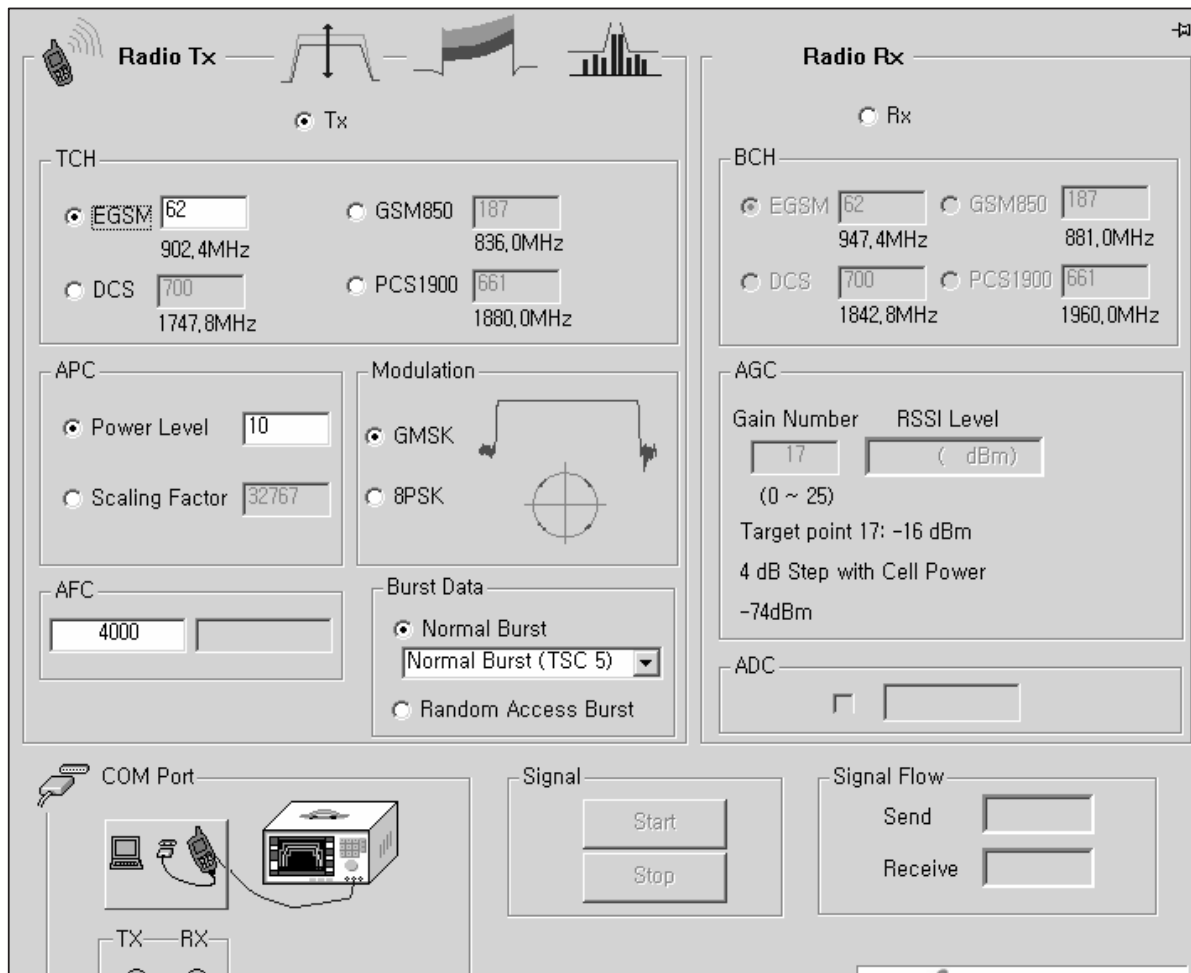 Radio Tx
Tx
TCH
EGSM 62
902,4MHz
GSM850 187
836,0MHz
DCS 700
1747,8MHz
PCS1900 661
1880,0MHz
APC
Power Level 10
Scaling Factor 32767
Modulation
GMSK
8PSK
AFC
4000
Burst Data
Normal Burst
Normal Burst (TSC 5)
Random Access Burst
Radio Rx
Rx
BCH
EGSM 62
947,4MHz
GSM850 187
881,0MHz
DCS 700
1842,8MHz
PCS1900 661
1960,0MHz
AGC
Gain Number
RSSI Level
17
( dBm)
(0 ~ 25)
Target point 17: -16 dBm
4 dB Step with Cell Power
-74dBm
ADC
COM Port
TX RX
Signal
Start
Stop
Signal Flow
Send
Receive